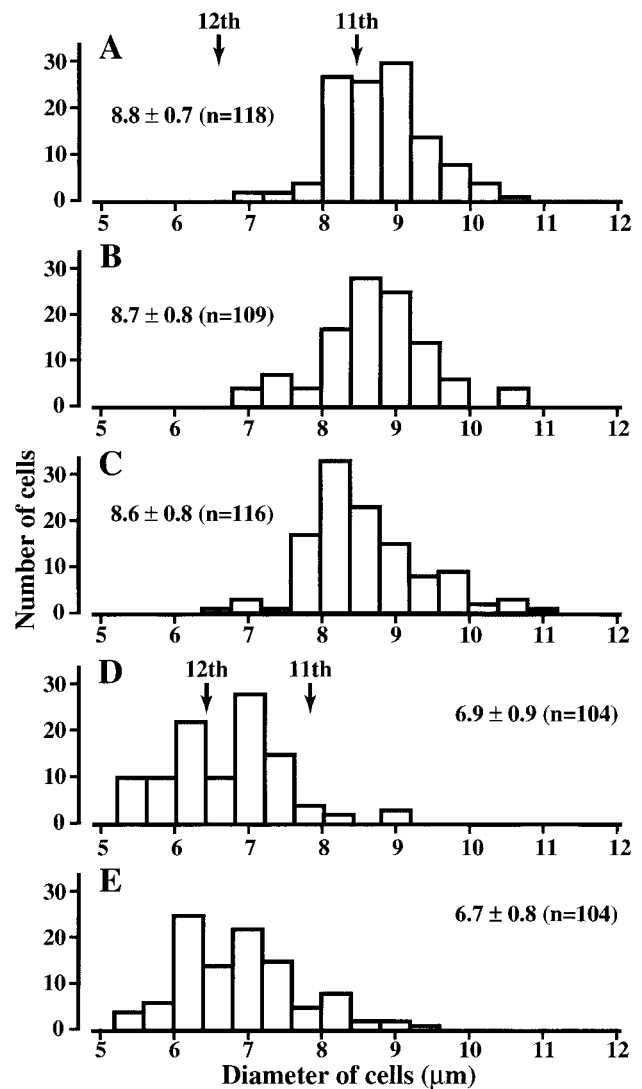 12th 11th
A
30
20
10
0
8.8 ± 0.7 (n=118)
5 6 7 8 9 10 11 12
B
30
20
10
0
8.7 ± 0.8 (n=109)
5 6 7 8 9 10 11 12
C
30
20
10
0
8.6 ± 0.8 (n=116)
5 6 7 8 9 10 11 12
Number of cells
12th 11th
D
30
20
10
0
6.9 ± 0.9 (n=104)
5 6 7 8 9 10 11 12
E
30
20
10
0
6.7 ± 0.8 (n=104)
5 6 7 8 9 10 11 12
Diameter of cells (μm)